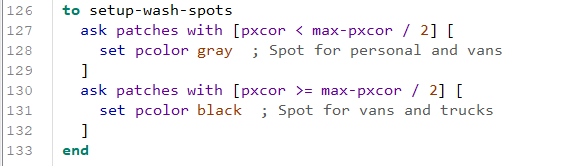 126 to setup-wash-spots
127 ask patches with [pxcor < max-pxcor / 2] [
128 set pcolor gray ; Spot for personal and vans
129 ]
130 ask patches with [pxcor >= max-pxcor / 2] [
131 set pcolor black ; Spot for vans and trucks
132 ]
133 end